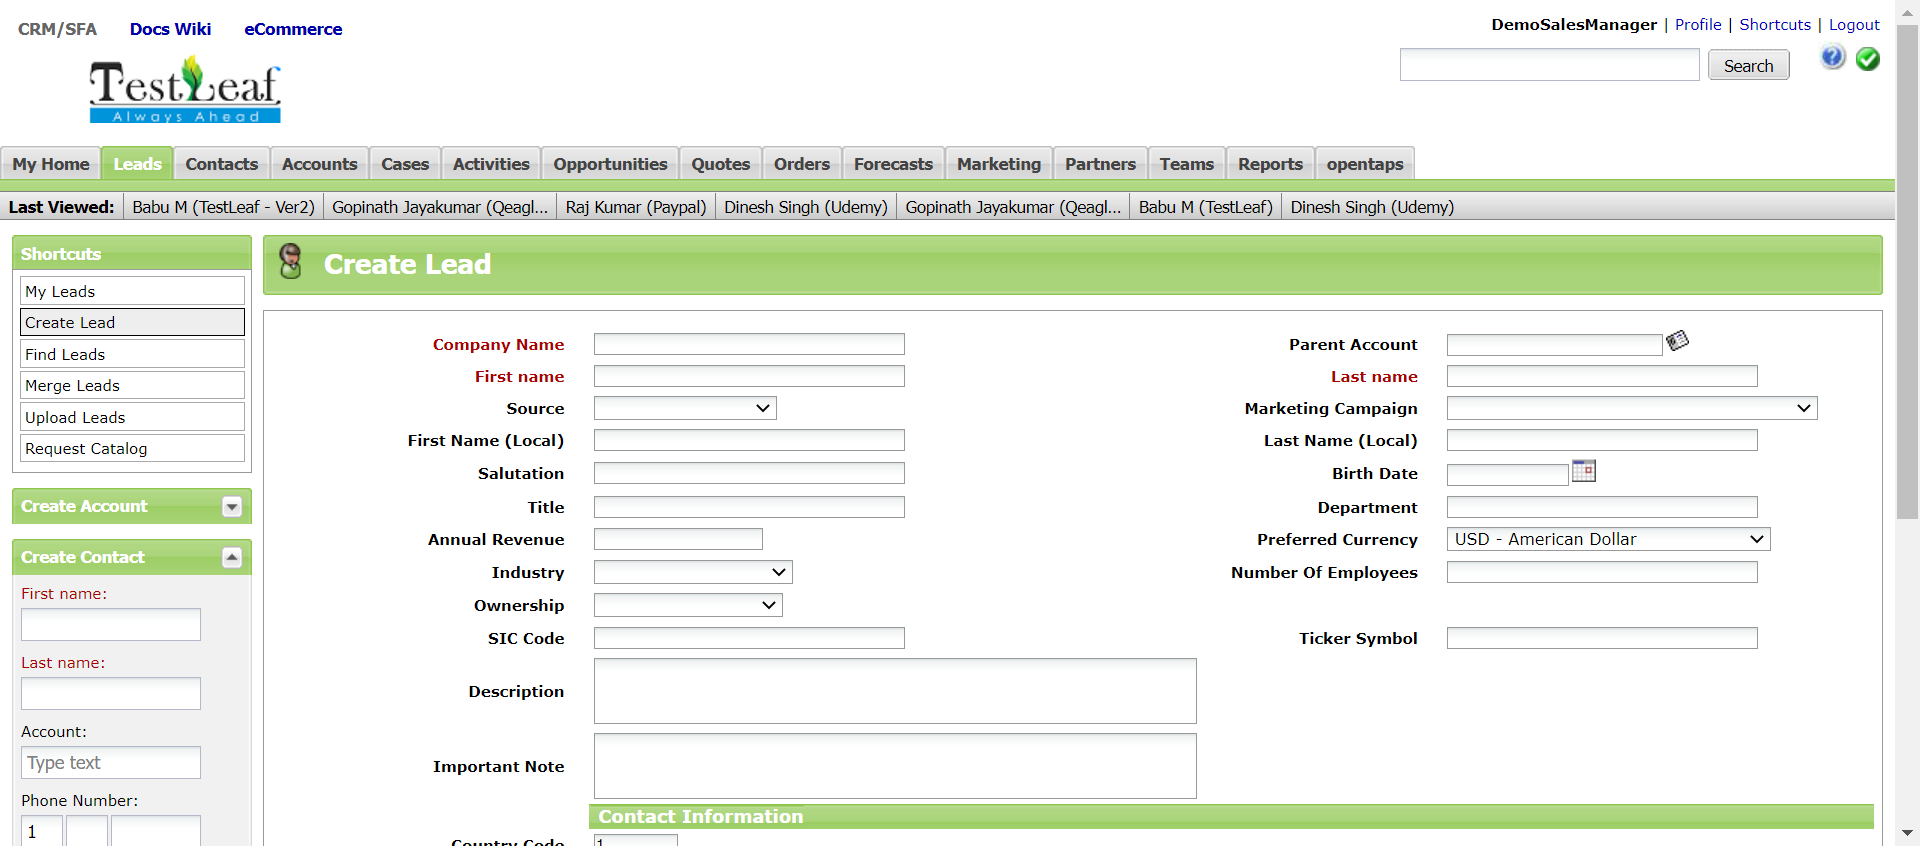 CRM/SFA Docs Wiki eCommerce
DemoSalesManager | Profile | Shortcuts | Logout
Search
TestLeaf
Always Ahead
My Home Leads Contacts Accounts Cases Activities Opportunities Quotes Orders Forecasts Marketing Partners Teams Reports opentaps
Last Viewed: Babu M (TestLeaf - Ver2) Gopinath Jayakumar (Qeagl... Raj Kumar (Paypal) Dinesh Singh (Udemy) Gopinath Jayakumar (Qeagl... Babu M (TestLeaf) Dinesh Singh (Udemy)
Shortcuts
My Leads
Create Lead
Find Leads
Merge Leads
Upload Leads
Request Catalog
Create Account
Create Contact
First name:
Last name:
Account:
Type text
Phone Number:
1
Create Lead
Company Name Parent Account
First name Last name
Source Marketing Campaign
First Name (Local) Last Name (Local)
Salutation Birth Date
Title Department
Annual Revenue Preferred Currency USD - American Dollar
Industry Number Of Employees
Ownership
SIC Code Ticker Symbol
Description
Important Note
Contact Information
Country Code 1